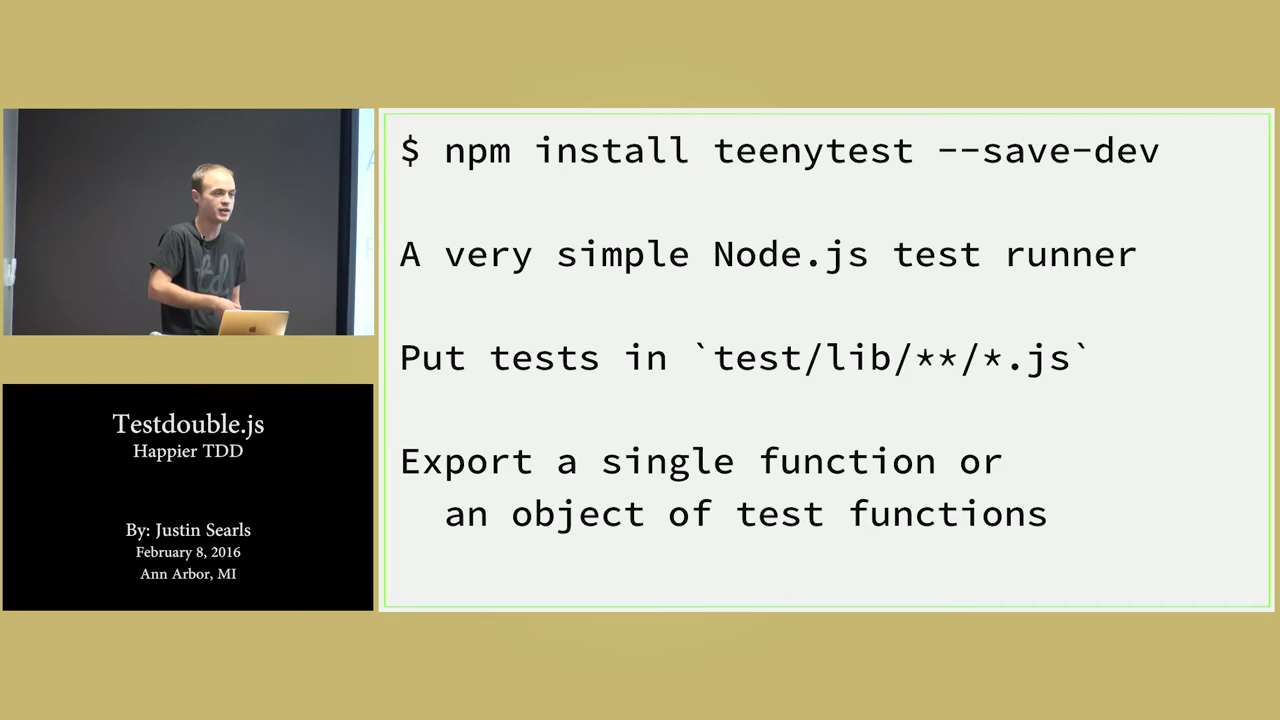 $ npm install teenytest --save-dev
A very simple Node.js test runner
Put tests in `test/lib/**/*.js`
Export a single function or
an object of test functions
Testdouble.js
Happier TDD
By: Justin Searls
February 8, 2016
Ann Arbor, MI
td.